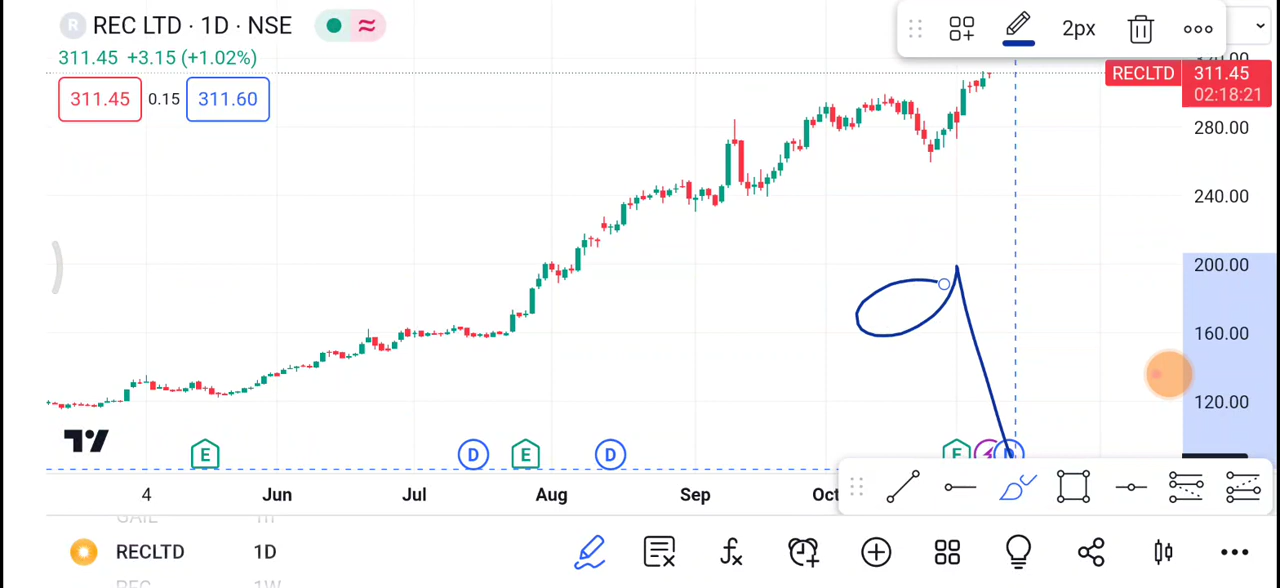 R REC LTD · 1D · NSE
311.45 +3.15 (+1.02%)
311.45 0.15 311.60
2px
RECLTD 311.45
02:18:21
280.00
240.00
200.00
160.00
120.00
E D E D E D
4 Jun Jul Aug Sep Oct
RECLTD 1D